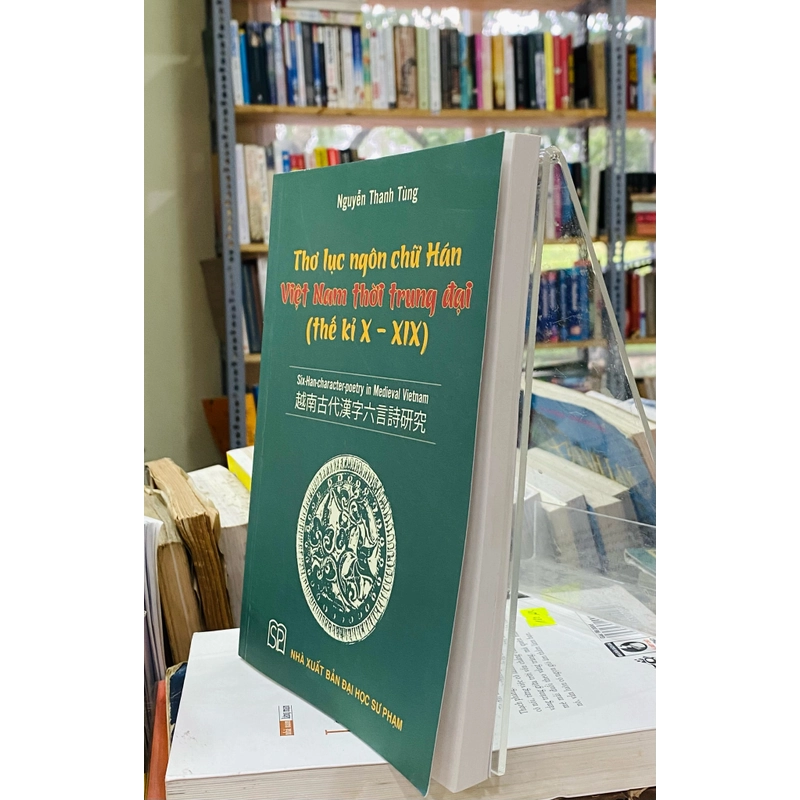 Nguyễn Thanh Tùng
Thơ lục ngôn chữ Hán
Việt Nam thời trung đại
(thế kỉ X – XIX)
Six-Han-character-poetry in Medieval Vietnam
越南古代漢字六言詩研究
SP
NHÀ XUẤT BẢN ĐẠI HỌC SƯ PHẠM